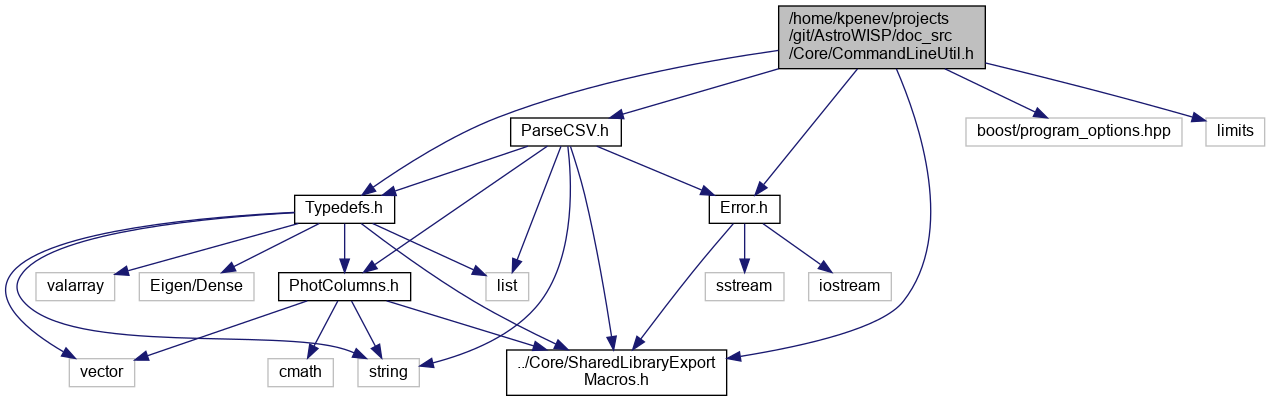 /home/kpenev/projects
/git/AstroWISP/doc_src
/Core/CommandLineUtil.h
ParseCSV.h
boost/program_options.hpp
limits
Typedefs.h
Error.h
valarray
Eigen/Dense
PhotColumns.h
list
sstream
iostream
vector
cmath
string
../Core/SharedLibraryExport
Macros.h